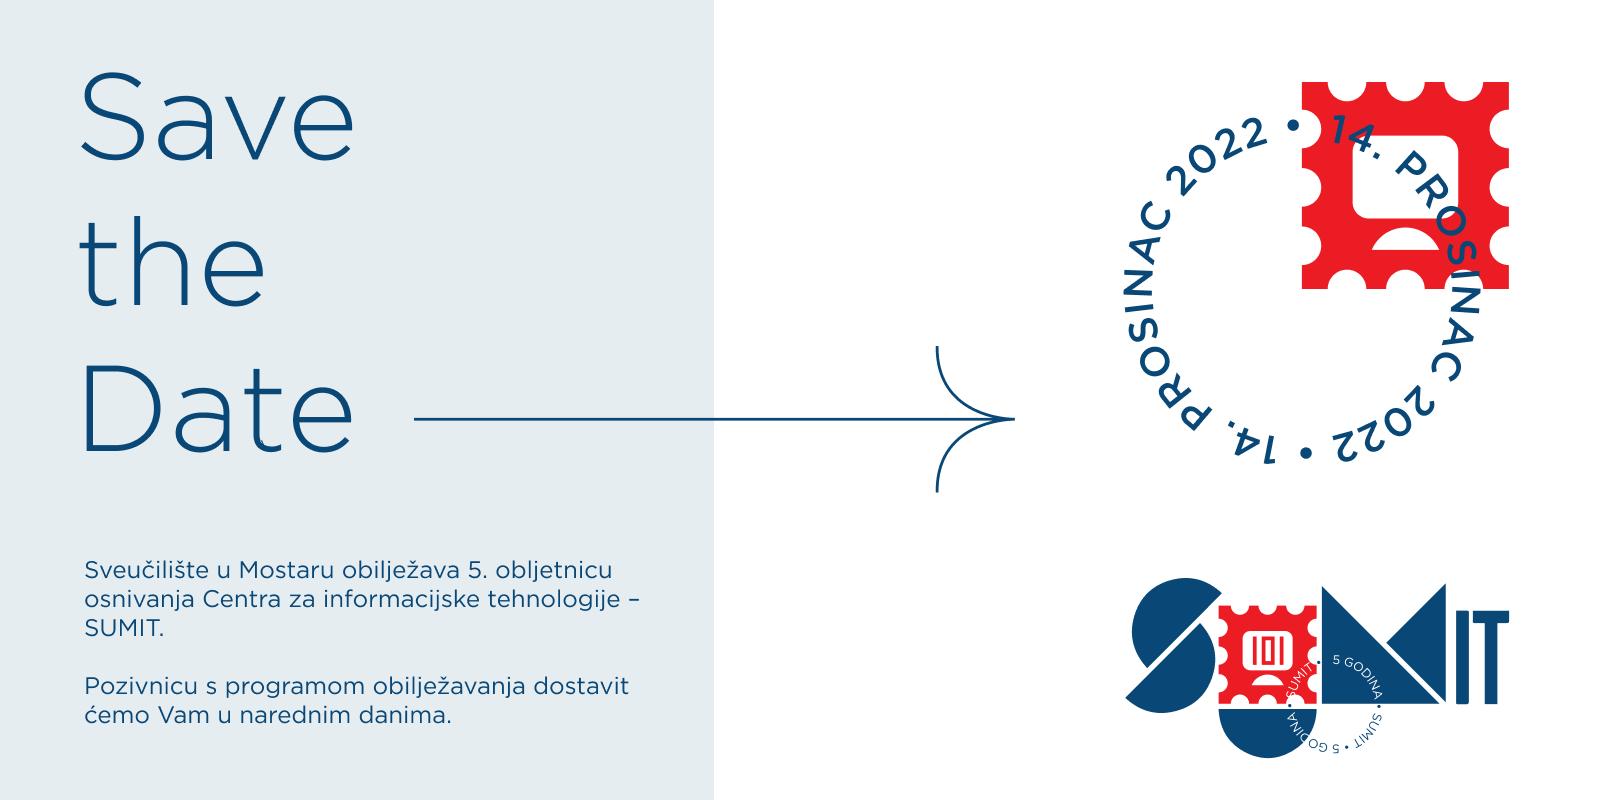 Save
the
Date
Sveučilište u Mostaru obilježava 5. obljetnicu
osnivanja Centra za informacijske tehnologije –
SUMIT.
Pozivnicu s programom obilježavanja dostavit
ćemo Vam u narednim danima.
14. PROSINAC 2022 • 14. PROSINAC 2022 •
SUMIT
101
5 GODINA • SUMIT • 5 GODINA • SUMIT •